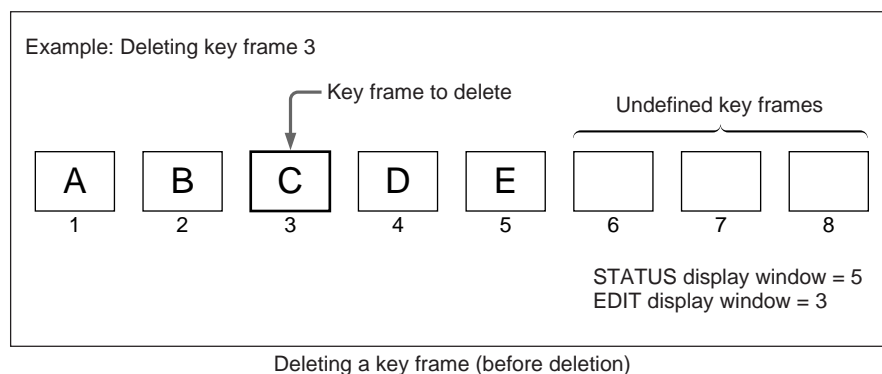 Example: Deleting key frame 3
Key frame to delete
Undefined key frames
A B C D E
1 2 3 4 5 6 7 8
STATUS display window = 5
EDIT display window = 3
Deleting a key frame (before deletion)